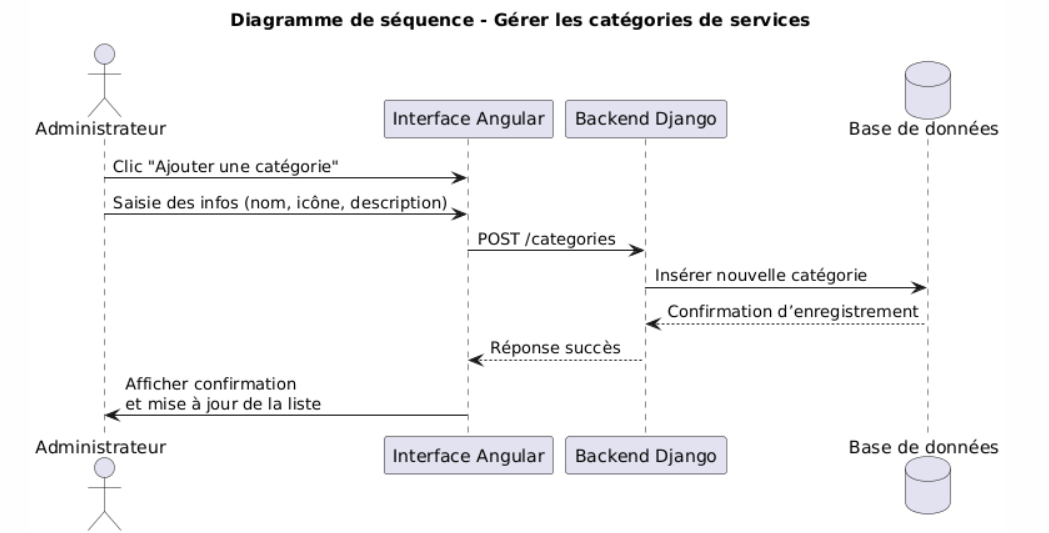 Diagramme de séquence - Gérer les catégories de services
Administrateur
Interface Angular
Backend Django
Base de données
Clic "Ajouter une catégorie"
Saisie des infos (nom, icône, description)
POST /categories
Insérer nouvelle catégorie
Confirmation d’enregistrement
Réponse succès
Afficher confirmation
et mise à jour de la liste
Administrateur
Interface Angular
Backend Django
Base de données